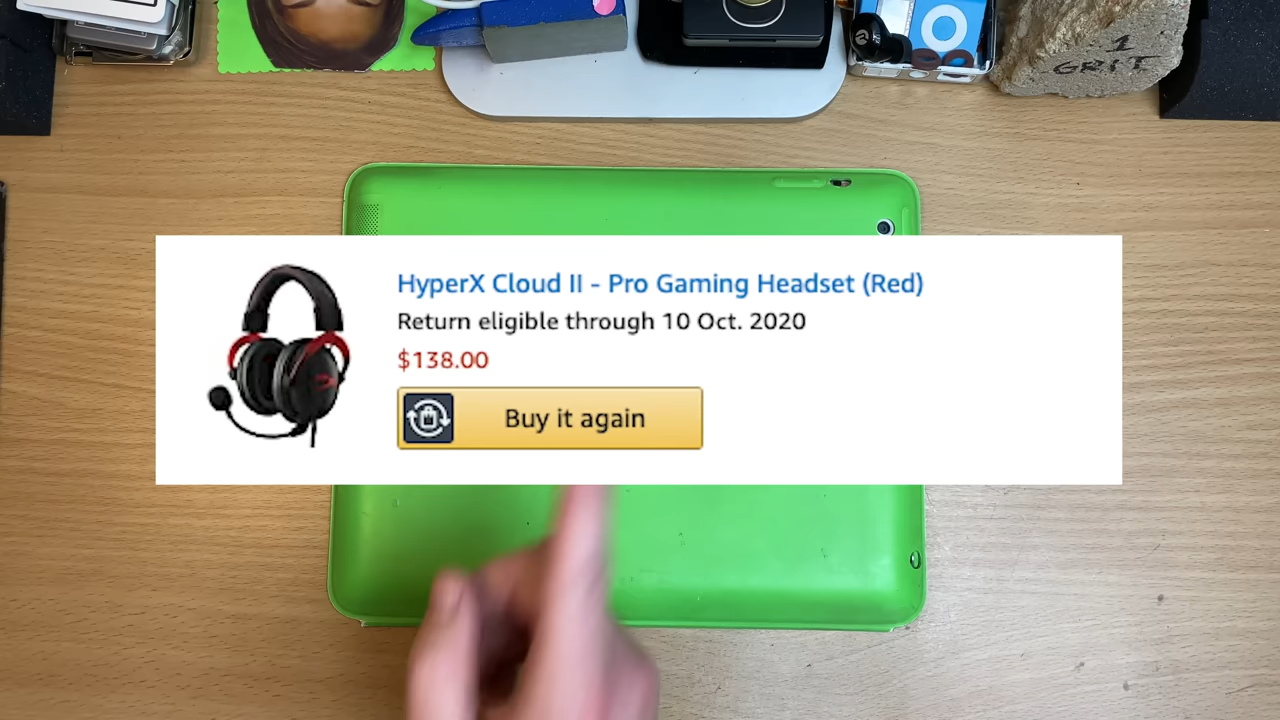 1
GRIT
HyperX Cloud II - Pro Gaming Headset (Red)
Return eligible through 10 Oct. 2020
$138.00
Buy it again